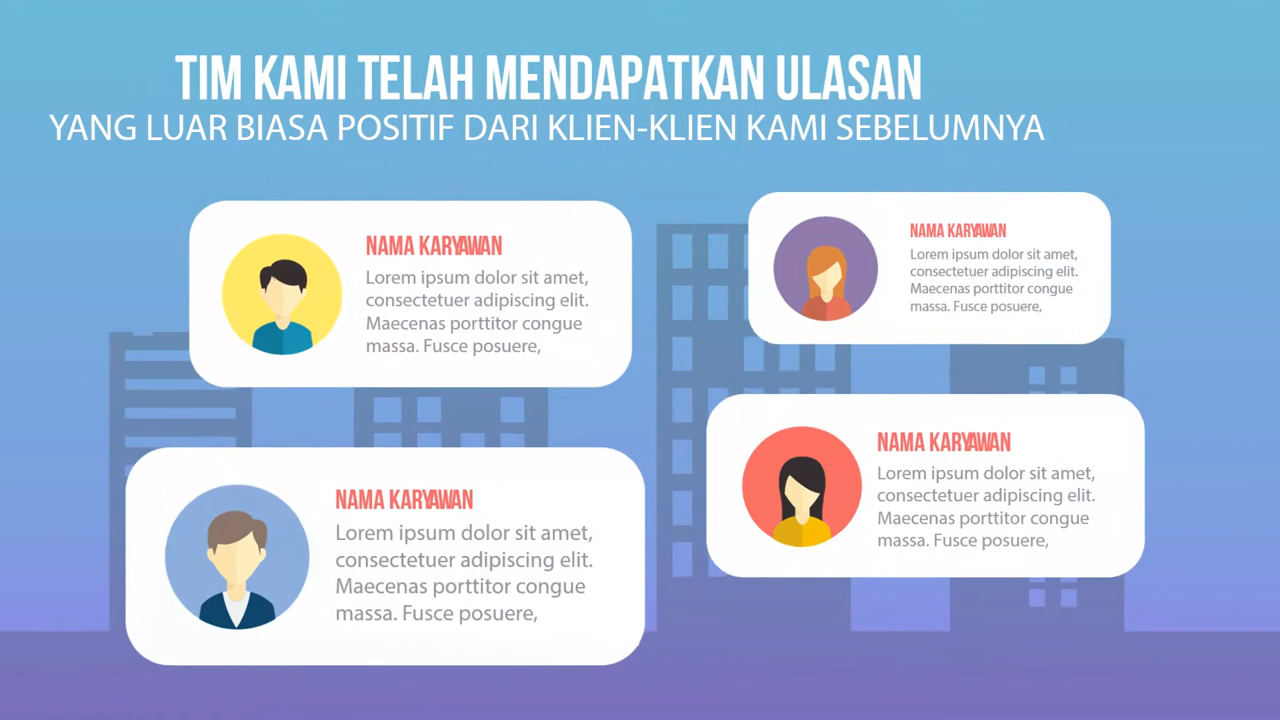 TIM KAMI TELAH MENDAPATKAN ULASAN
YANG LUAR BIASA POSITIF DARI KLIEN-KLIEN KAMI SEBELUMNYA
NAMA KARYAWAN
Lorem ipsum dolor sit amet,
consectetuer adipiscing elit.
Maecenas porttitor congue
massa. Fusce posuere,
NAMA KARYAWAN
Lorem ipsum dolor sit amet,
consectetuer adipiscing elit.
Maecenas porttitor congue
massa. Fusce posuere,
NAMA KARYAWAN
Lorem ipsum dolor sit amet,
consectetuer adipiscing elit.
Maecenas porttitor congue
massa. Fusce posuere,
NAMA KARYAWAN
Lorem ipsum dolor sit amet,
consectetuer adipiscing elit.
Maecenas porttitor congue
massa. Fusce posuere,